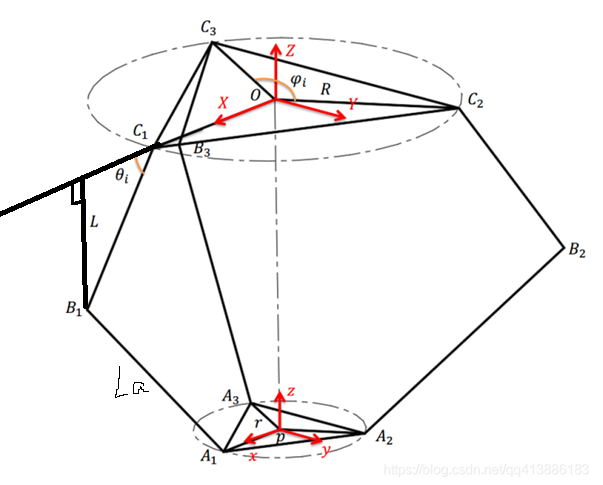 C₃
Z
φᵢ
O
R
X
Y
C₂
C₁
B₃
θᵢ
L
B₂
B₁
A₃
z
r
p
A₂
A₁
x
y
https://blog.csdn.net/qq413886183